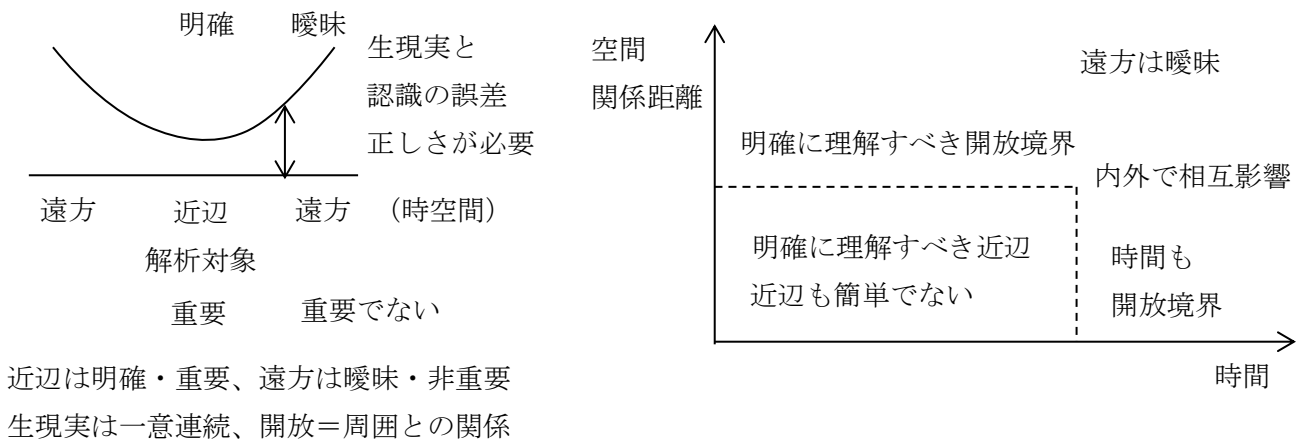 明確
曖昧
生現実と
認識の誤差
正しさが必要
遠方
近辺
遠方
（時空間）
解析対象
重要
重要でない
近辺は明確・重要、遠方は曖昧・非重要
生現実は一意連続、開放＝周囲との関係
空間
関係距離
遠方は曖昧
明確に理解すべき開放境界
内外で相互影響
明確に理解すべき近辺
近辺も簡単でない
時間も
開放境界
時間